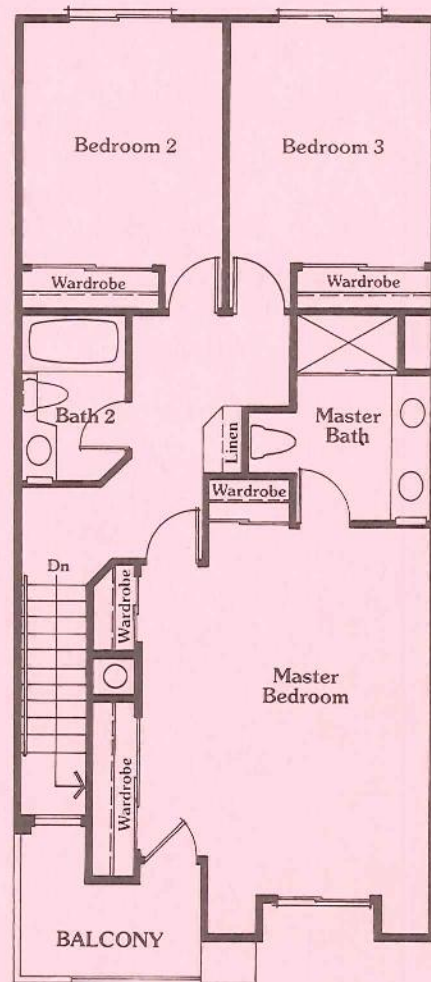 Bedroom 2
Bedroom 3
Wardrobe
Wardrobe
Bath 2
Master
Bath
Linen
Wardrobe
Dn
Wardrobe
Master
Bedroom
Wardrobe
BALCONY